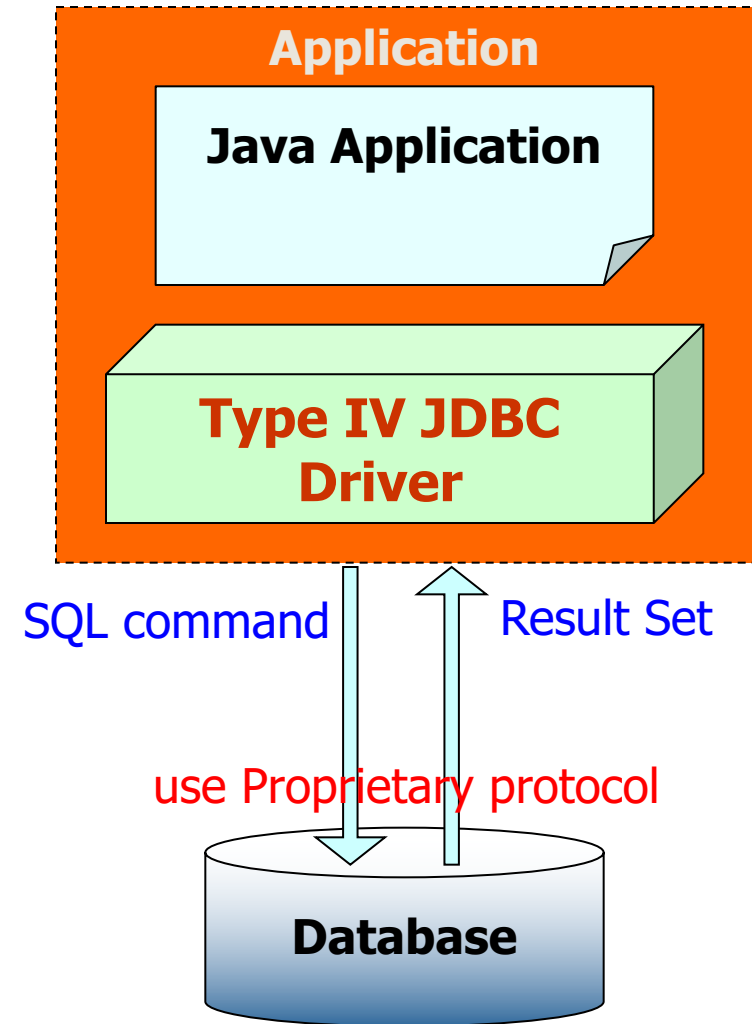 Application
Java Application
Type IV JDBC
Driver
SQL command
Result Set
use Proprietary protocol
Database